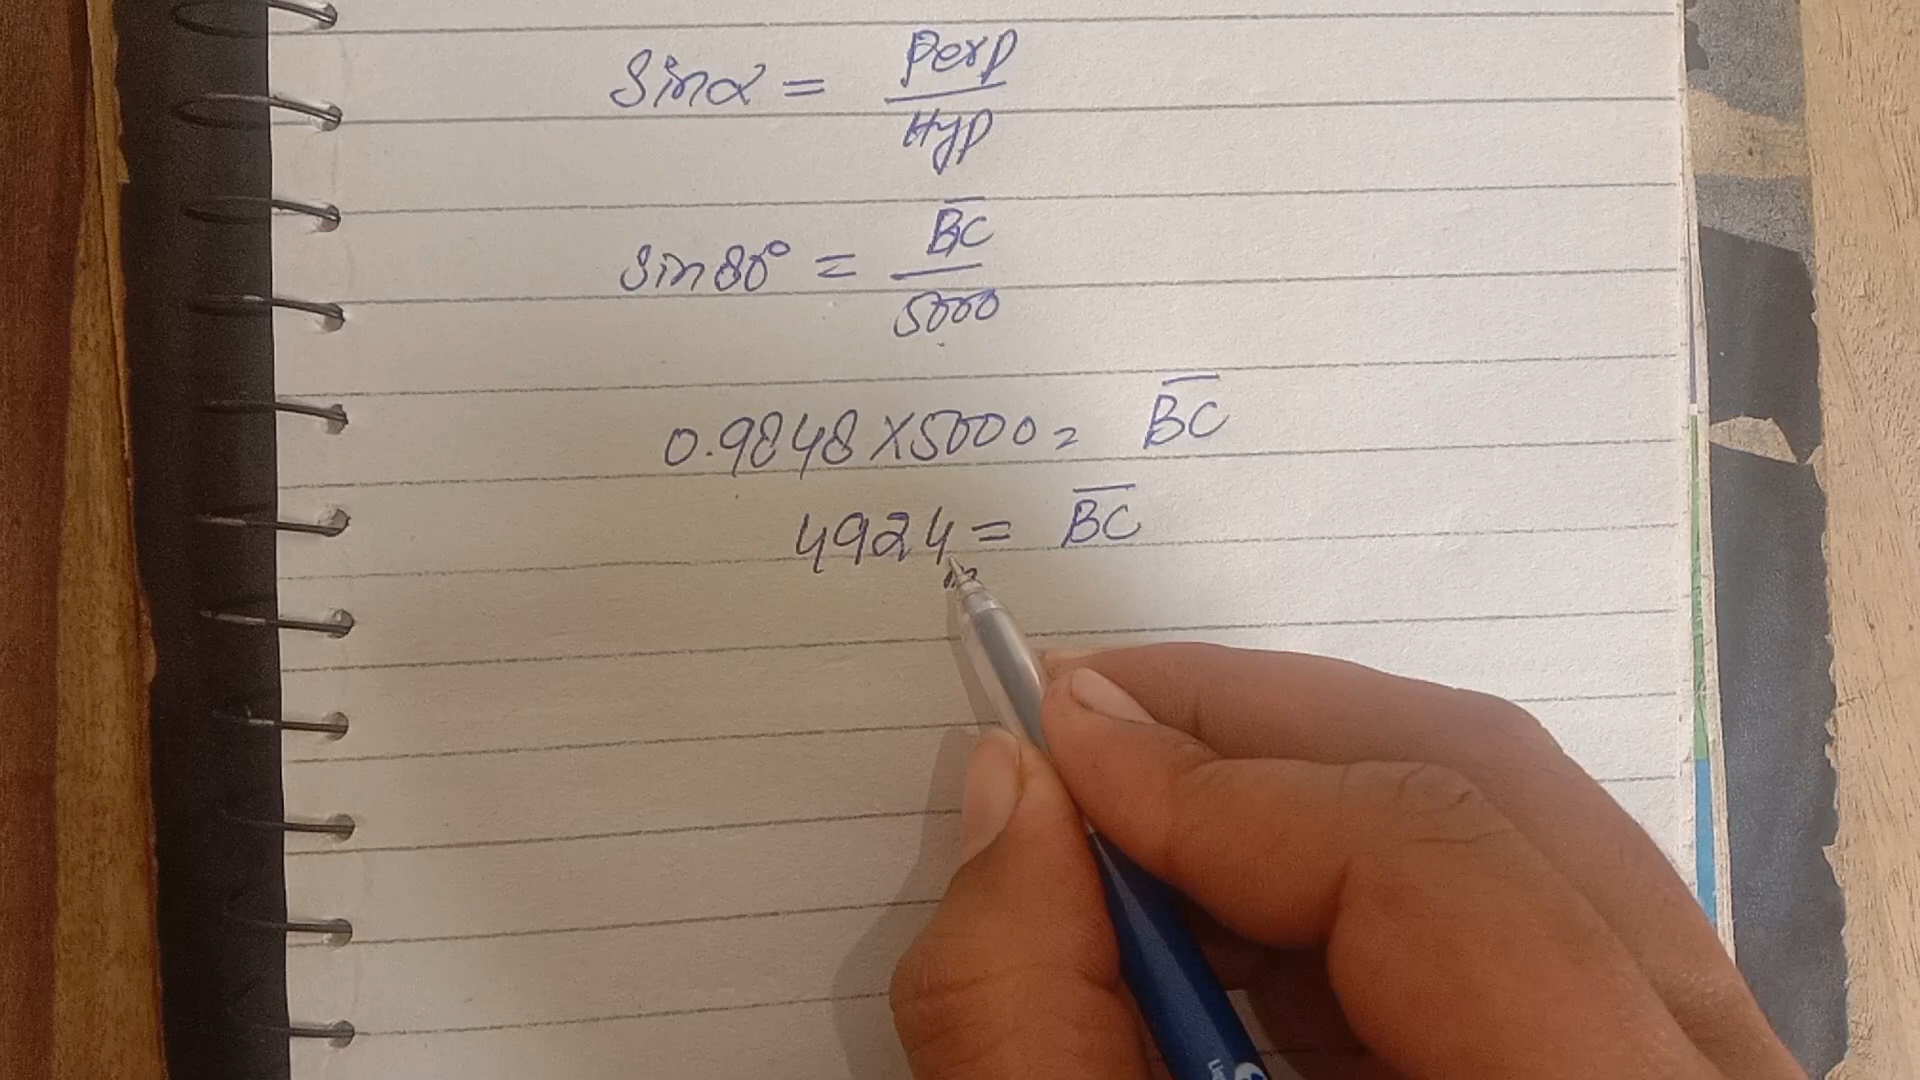 Sinα = Perp / Hyp
Sin80° = BC / 5000
0.9848 × 5000 = BC
4924 = BC